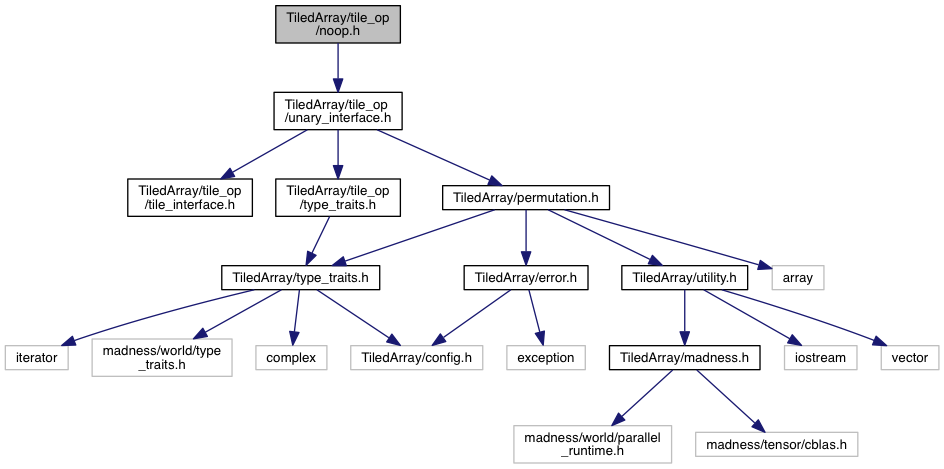 TiledArray/tile_op
/noop.h
TiledArray/tile_op
/unary_interface.h
TiledArray/tile_op
/tile_interface.h
TiledArray/tile_op
/type_traits.h
TiledArray/permutation.h
TiledArray/type_traits.h
TiledArray/error.h
TiledArray/utility.h
array
iterator
madness/world/type
_traits.h
complex
TiledArray/config.h
exception
TiledArray/madness.h
iostream
vector
madness/world/parallel
_runtime.h
madness/tensor/cblas.h